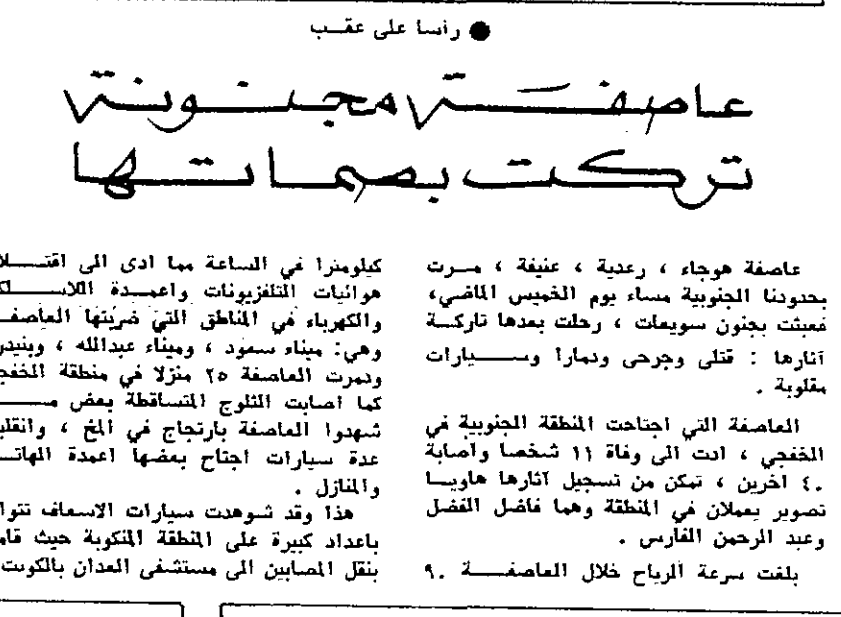 رأسا على عقب
عاصفة مجنونة
تركت بصماتها
عاصفة هوجاء ، رعدية ، عنيفة ، مرت
بحدودنا الجنوبية مساء يوم الخميس الماضي،
فعبثت بجنون سويعات ، رحلت بعدها تاركة
آثارها : قتلى وجرحى ودمارا وسيارات
مقلوبة .
العاصفة التي اجتاحت المنطقة الجنوبية في
الخفجي ، ادت الى وفاة ١١ شخصا واصابة
٤٠ اخرين ، تمكن من تسجيل آثارها هاويا
تصوير يعملان في المنطقة وهما فاضل الفضل
وعبد الرحمن الفارس .
بلغت سرعة الرياح خلال العاصفة ٩٠
كيلومترا في الساعة مما ادى الى
هوائيات التلفزيونات واعمدة
والكهرباء في المناطق التي ضربتها
وهي: ميناء سعود ، وميناء عبدالله ،
ودمرت العاصفة ٢٥ منزلا في منطقة
كما اصابت الثلوج المتساقطة بعض
شهدوا العاصفة بارتجاج في المخ ،
عدة سيارات اجتاح بعضها اعمدة
والمنازل .
هذا وقد شوهدت سيارات الاسعاف
باعداد كبيرة على المنطقة المنكوبة حيث
بنقل المصابين الى مستشفى العدان بالكويت